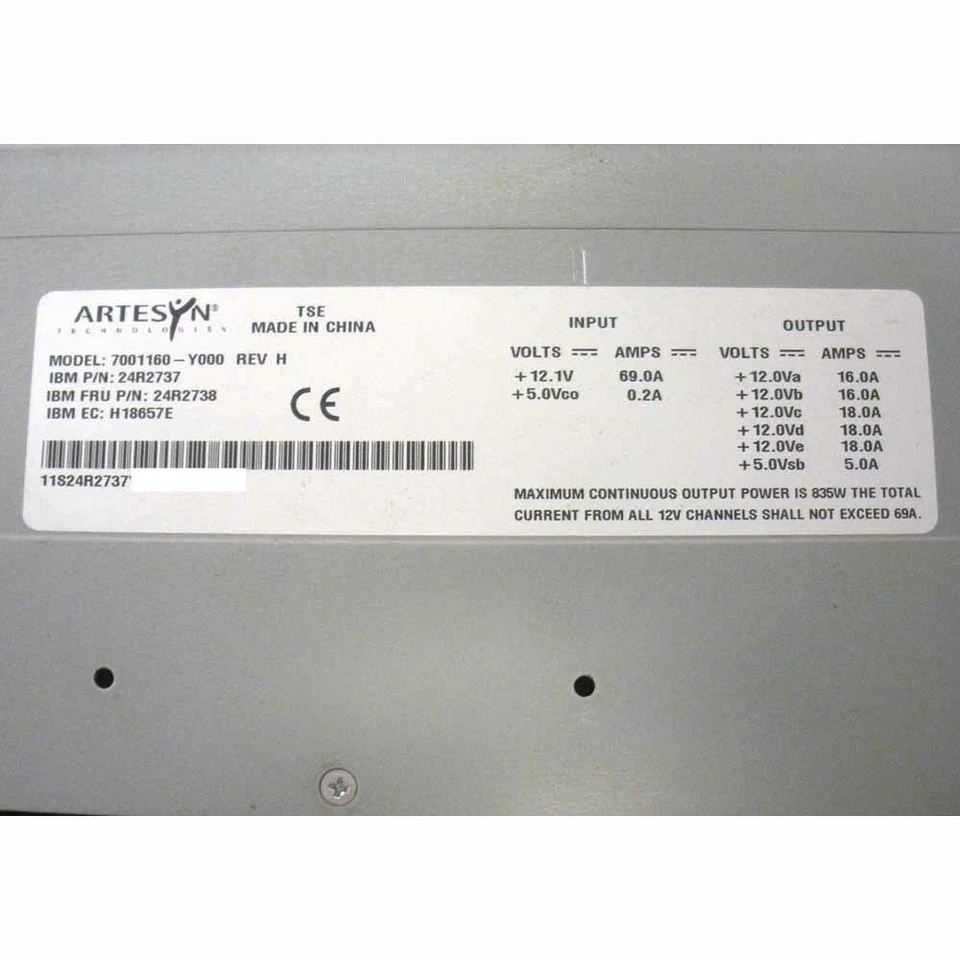 ARTESYN®
TECHNOLOGIES
TSE
MADE IN CHINA
MODEL: 7001160-Y000 REV H
IBM P/N: 24R2737
IBM FRU P/N: 24R2738
IBM EC: H18657E
CE
11S24R2737
INPUT
VOLTS AMPS
+12.1V 69.0A
+5.0Vco 0.2A
OUTPUT
VOLTS AMPS
+12.0Va 16.0A
+12.0Vb 16.0A
+12.0Vc 18.0A
+12.0Vd 18.0A
+12.0Ve 18.0A
+5.0Vsb 5.0A
MAXIMUM CONTINUOUS OUTPUT POWER IS 835W THE TOTAL
CURRENT FROM ALL 12V CHANNELS SHALL NOT EXCEED 69A.